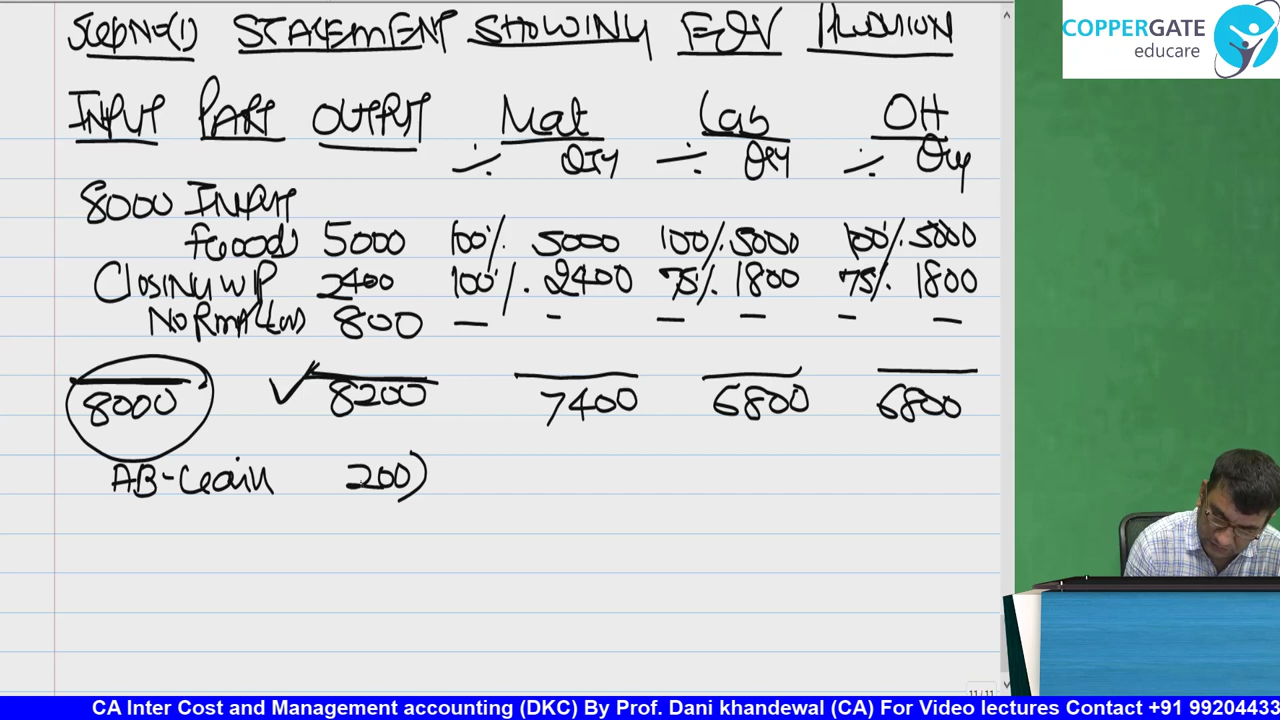 COPPERGATE
educare
Step No(1) STATEMENT SHOWING EQV
INPUT PART OUTPUT Mat Lab OH
÷ QTY ÷ QTY ÷ Qty
8000 INPUT
F(Good) 5000 100% 5000 100% 5000 100% 5000
Closing WIP 2400 100% 2400 75% 1800 75% 1800
Normal 800 — - — — - —
8000 8200 7400 6800 6800
AB-Gain 200)
11 / 11
CA Inter Cost and Management accounting (DKC) By Prof. Dani khandewal (CA) For Video lectures Contact +91 99204433